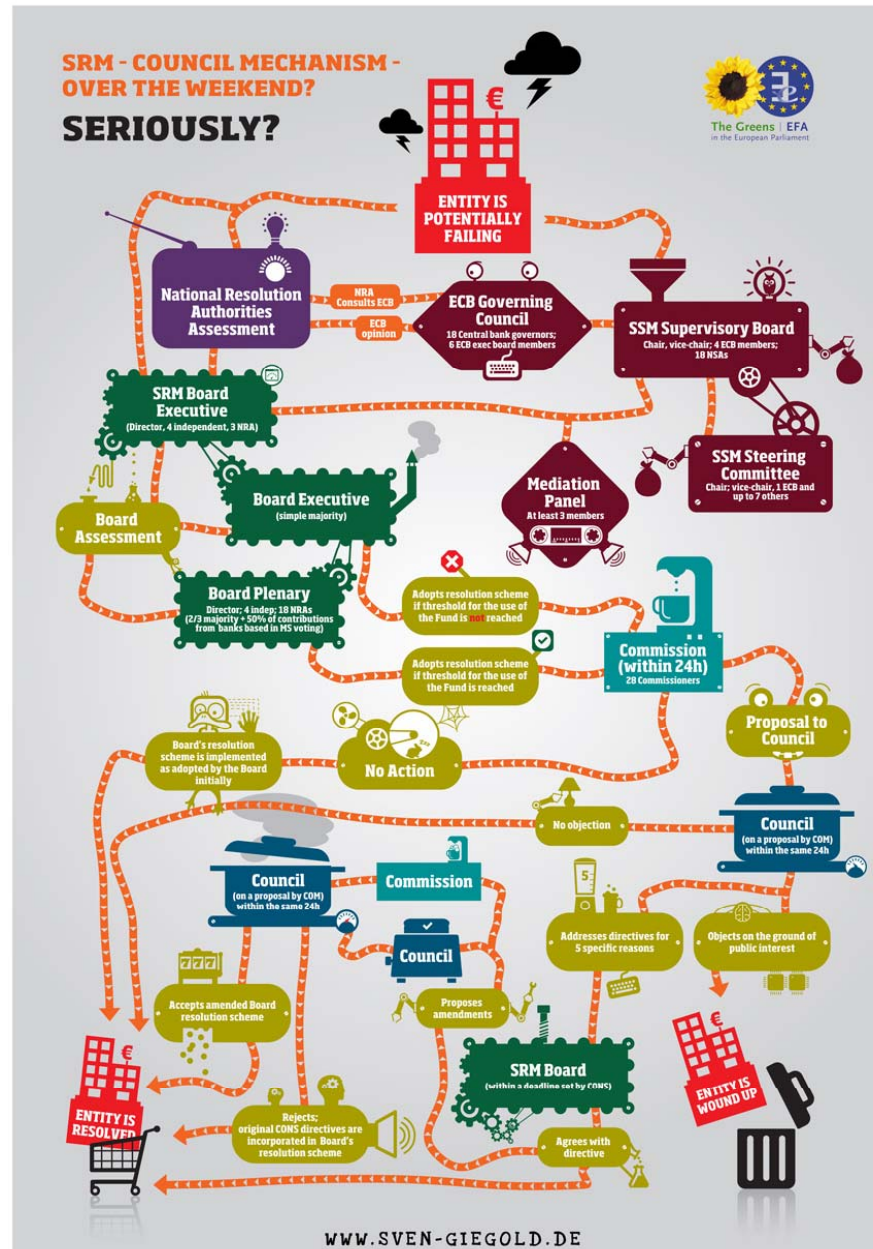 SRM - COUNCIL MECHANISM -
OVER THE WEEKEND?
SERIOUSLY?
€
The Greens | EFA
in the European Parliament
ENTITY IS
POTENTIALLY
FAILING
National Resolution
Authorities
Assessment
NRA
Consults ECB
ECB
opinion
ECB Governing
Council
18 Central bank governors;
6 ECB exec board members
SSM Supervisory Board
Chair, vice-chair; 4 ECB members;
18 NSAs
SRM Board
Executive
(Director, 4 independent, 3 NRA)
SSM Steering
Committee
Chair; vice-chair, 1 ECB and
up to 7 others
Mediation
Panel
At least 3 members
Board Executive
(simple majority)
Board
Assessment
Board Plenary
Director; 4 indep; 18 NRAs
(2/3 majority + 50% of contributions
from banks based in MS voting)
Adopts resolution scheme
if threshold for the use of
the Fund is not reached
Adopts resolution scheme
if threshold for the use of
the Fund is reached
Commission
(within 24h)
28 Commissioners
Proposal to
Council
Board's resolution
scheme is implemented
as adopted by the Board
initially
No Action
No objection
Council
(on a proposal by COM)
within the same 24h
Council
(on a proposal by COM)
within the same 24h
Commission
Council
5
Addresses directives for
5 specific reasons
Objects on the ground of
public interest
777
Accepts amended Board
resolution scheme
Proposes
amendments
SRM Board
(within a deadline set by CONS)
€
ENTITY IS
RESOLVED
Rejects;
original CONS directives are
incorporated in Board's
resolution scheme
Agrees with
directive
€
ENTITY IS
WOUND UP
WWW.SVEN-GIEGOLD.DE